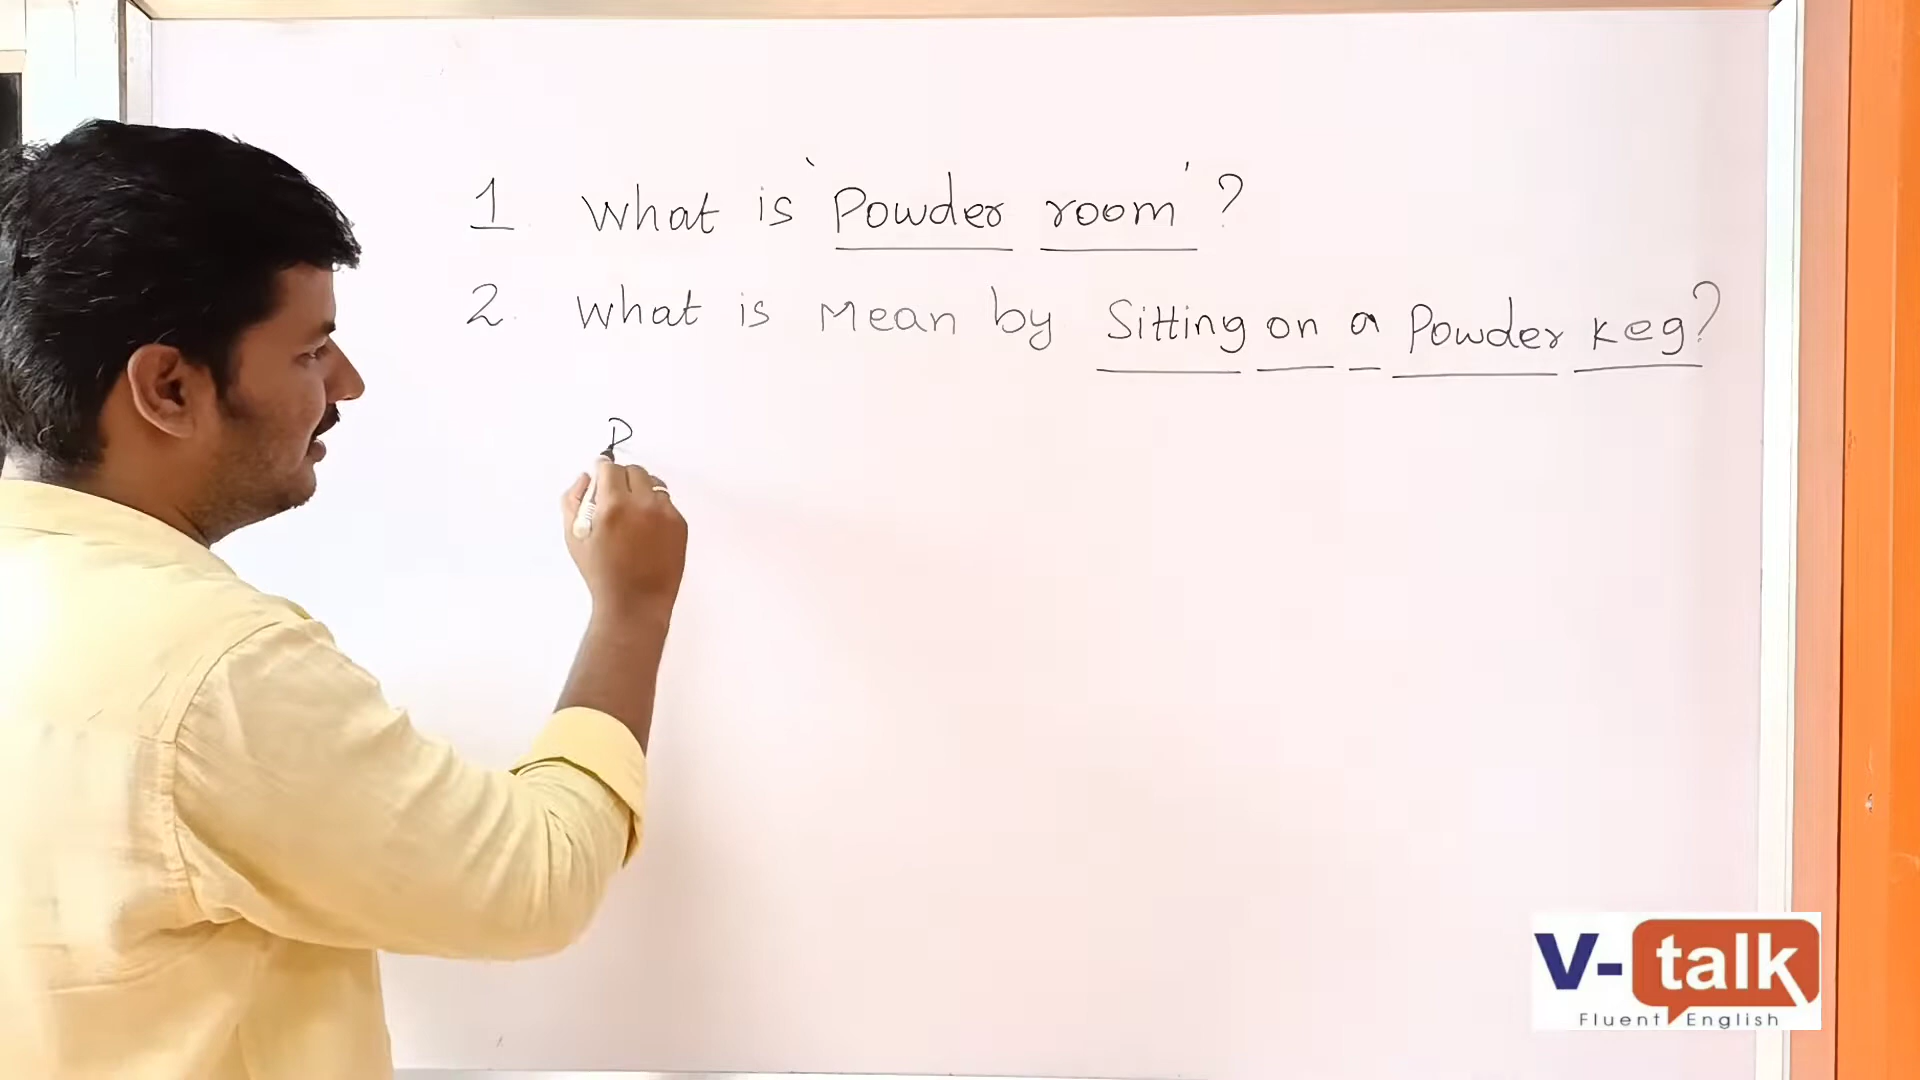 1 What is 'Powder room'?
2. What is Mean by Sitting on a Powder keg?
P
V-talk
Fluent English